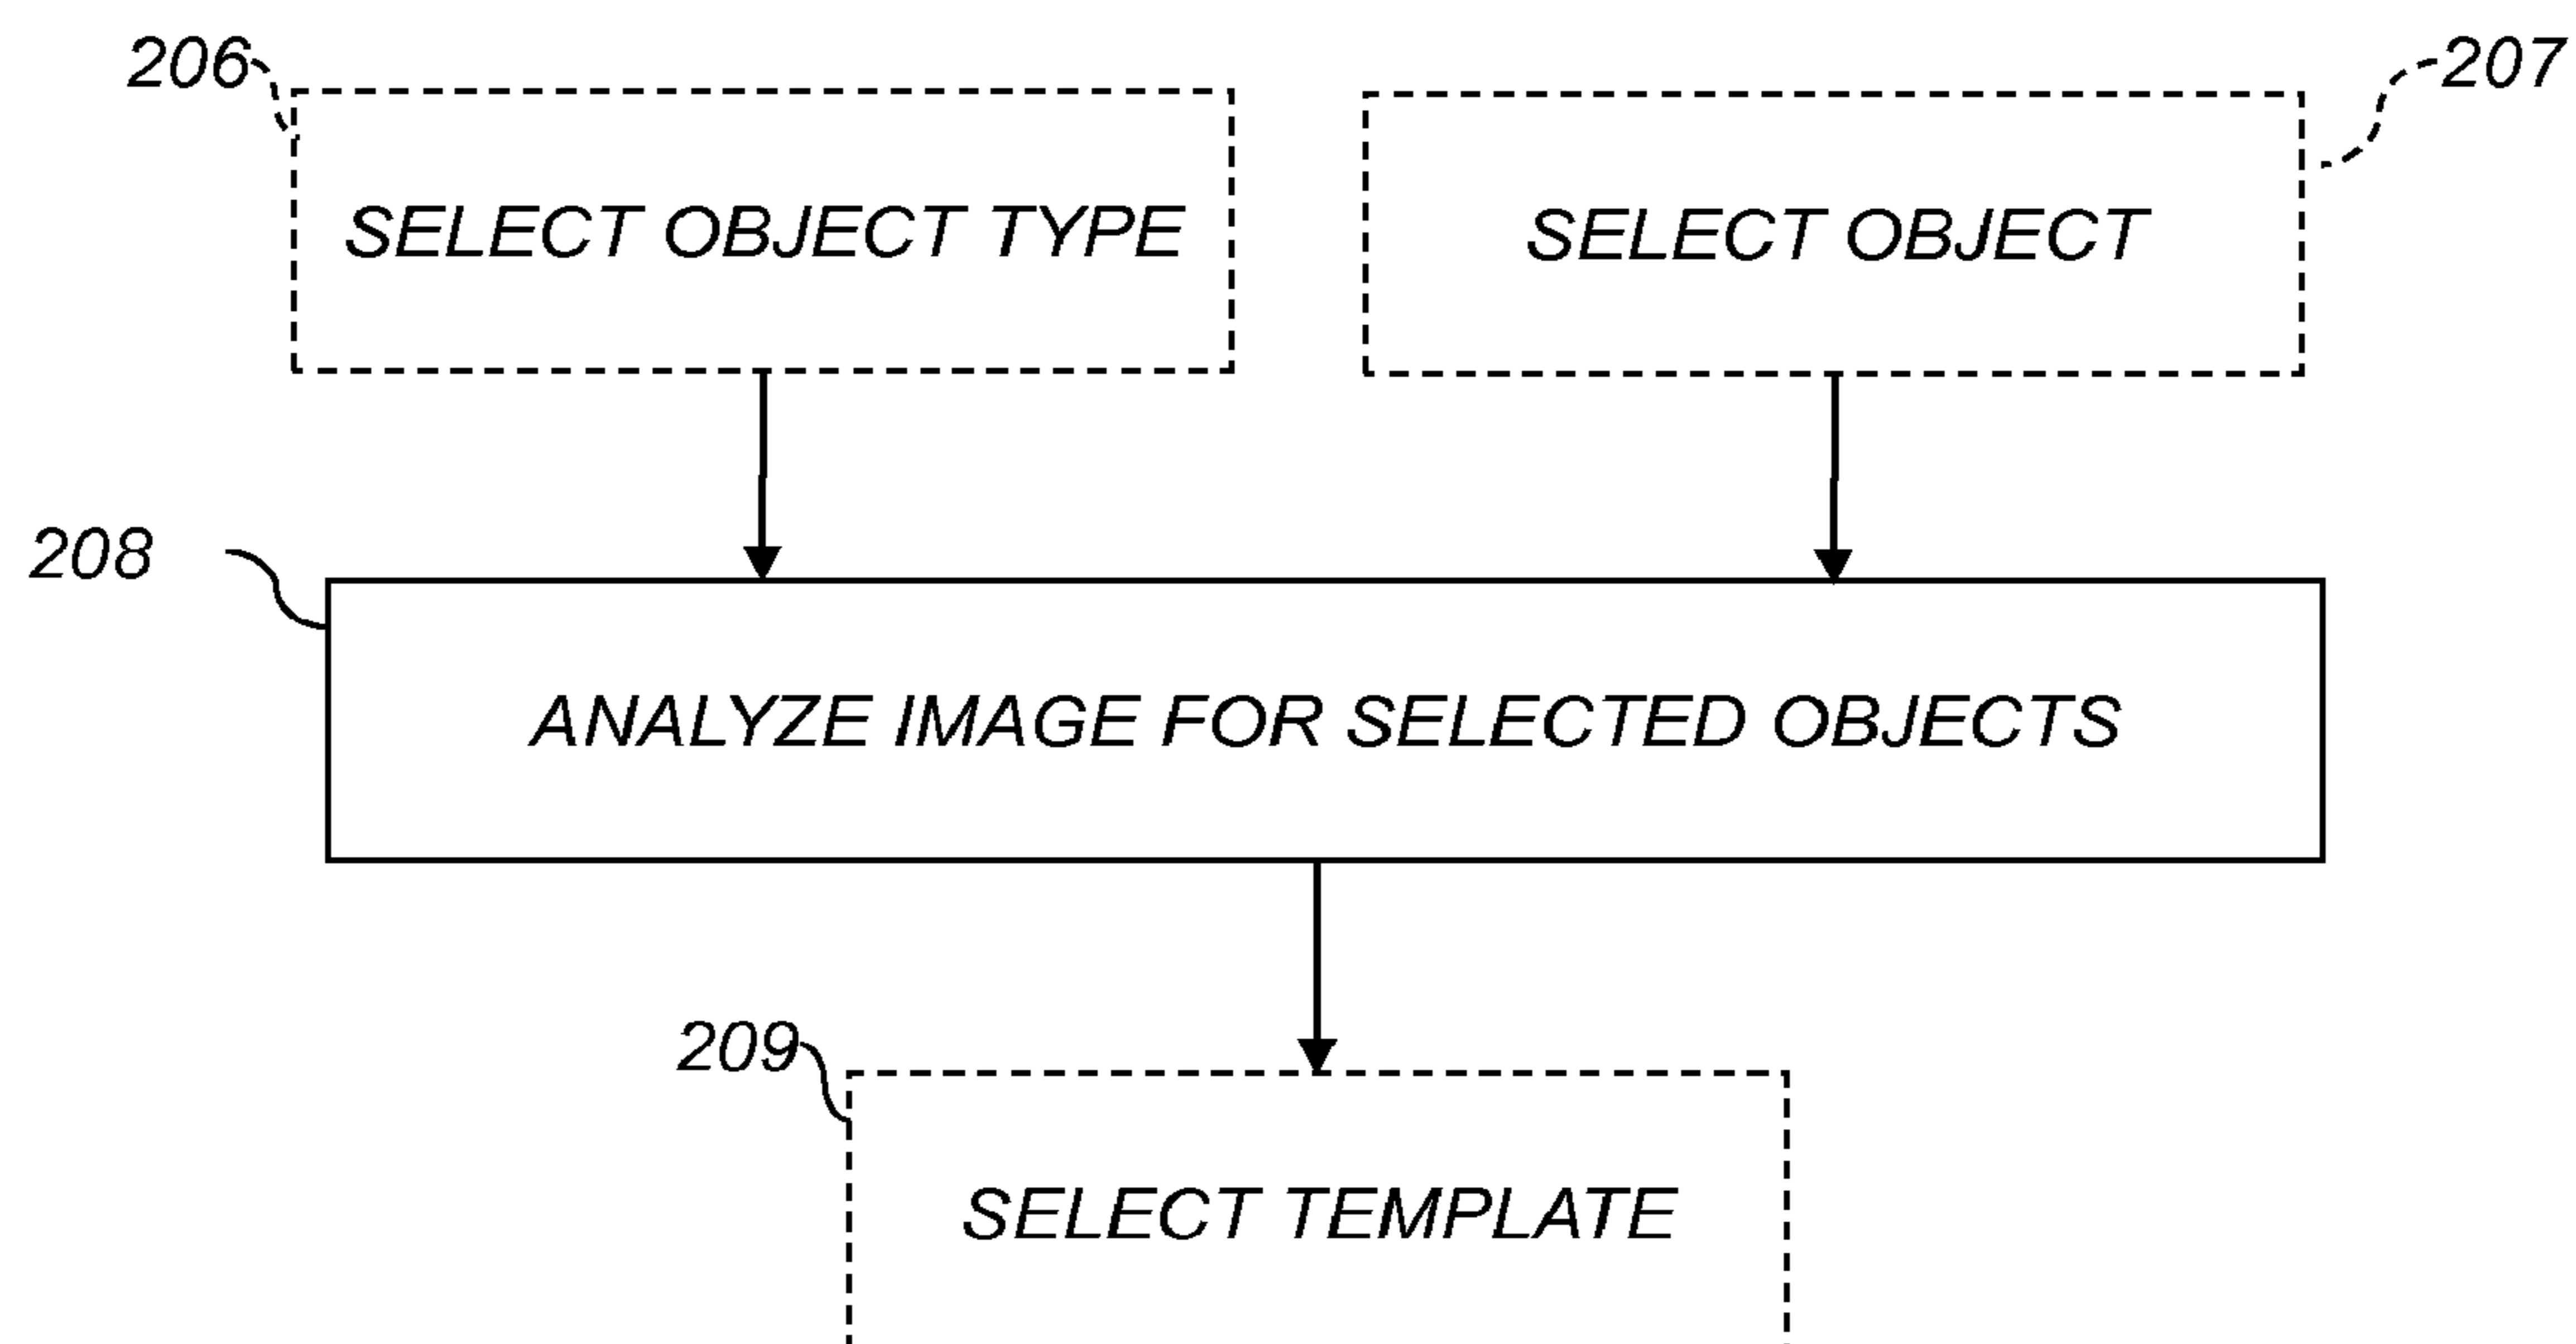 206
207
SELECT OBJECT TYPE
SELECT OBJECT
208
ANALYZE IMAGE FOR SELECTED OBJECTS
209
SELECT TEMPLATE